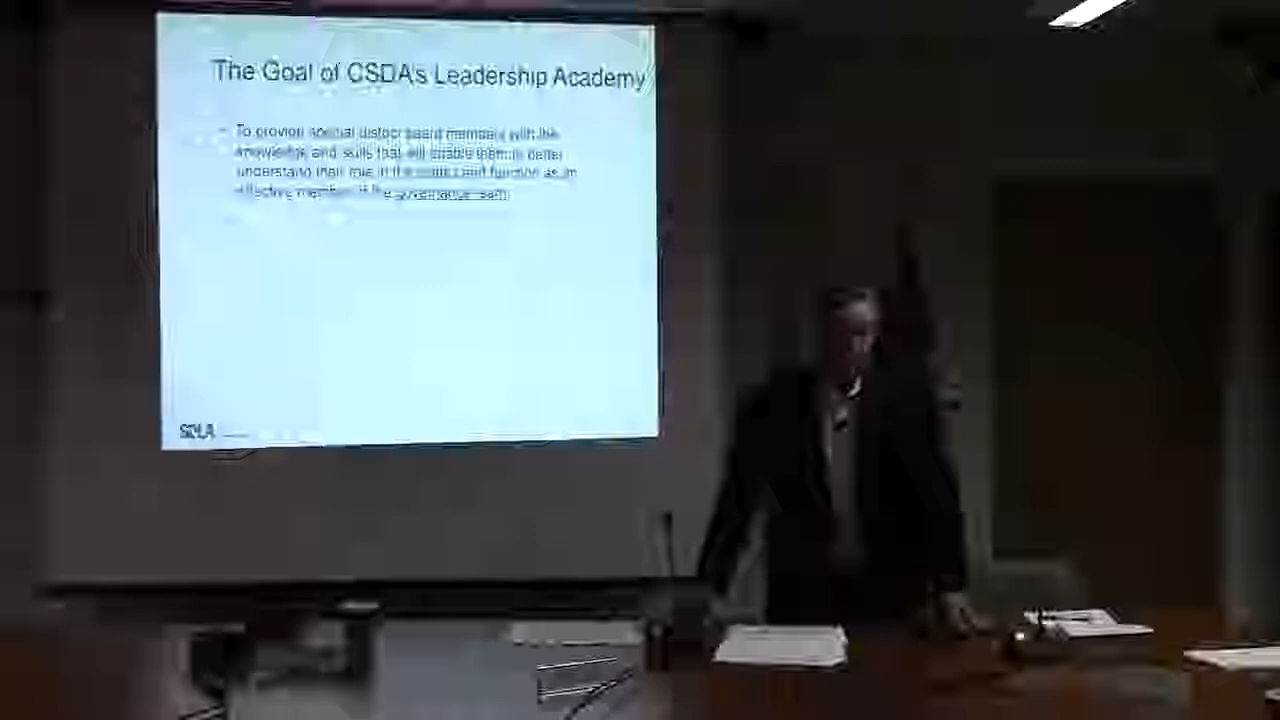 The Goal of CSDA's Leadership Academy
- To provide special district board members with the
knowledge and skills that will enable them to better
understand their role in the district and function as an
effective member of the governance team.
SDLA